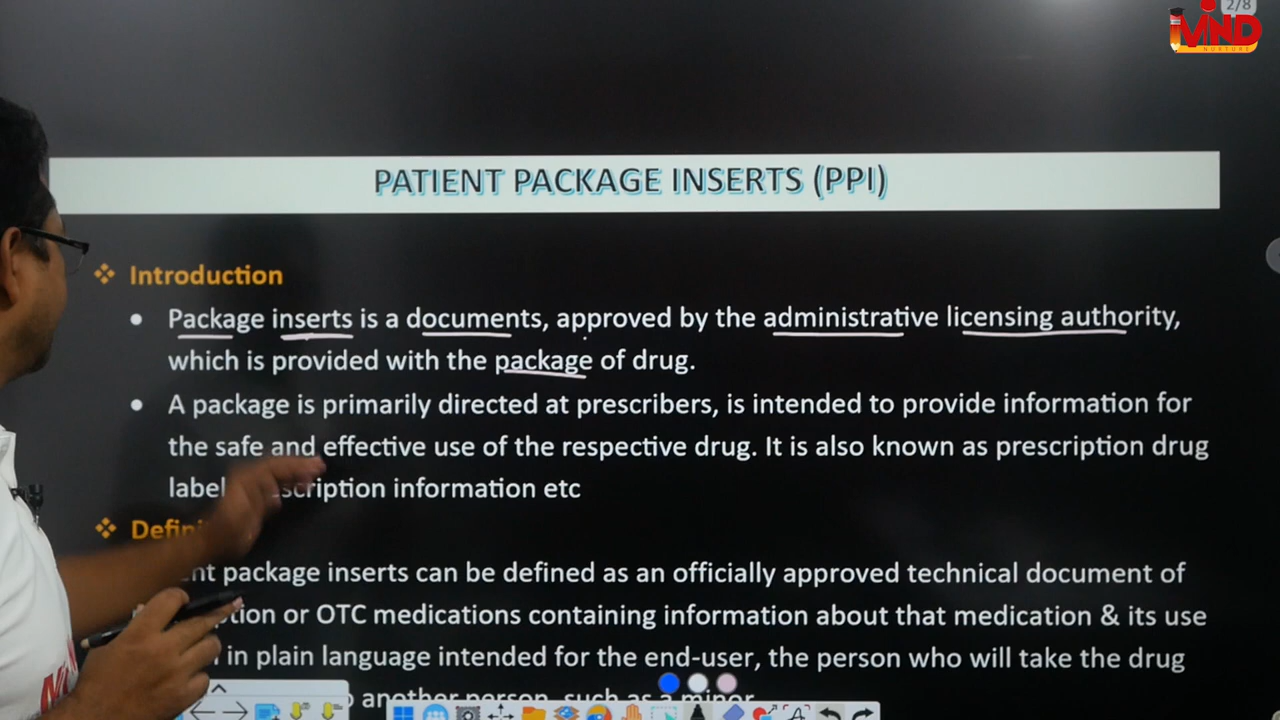 2/8
iMIND
NURTURE
PATIENT PACKAGE INSERTS (PPI)
Introduction
Package inserts is a documents, approved by the administrative licensing authority,
which is provided with the package of drug.
A package is primarily directed at prescribers, is intended to provide information for
the safe and effective use of the respective drug. It is also known as prescription drug
label scription information etc
Defini
nt package inserts can be defined as an officially approved technical document of
tion or OTC medications containing information about that medication & its use
in plain language intended for the end-user, the person who will take the drug
another person, such as a minor